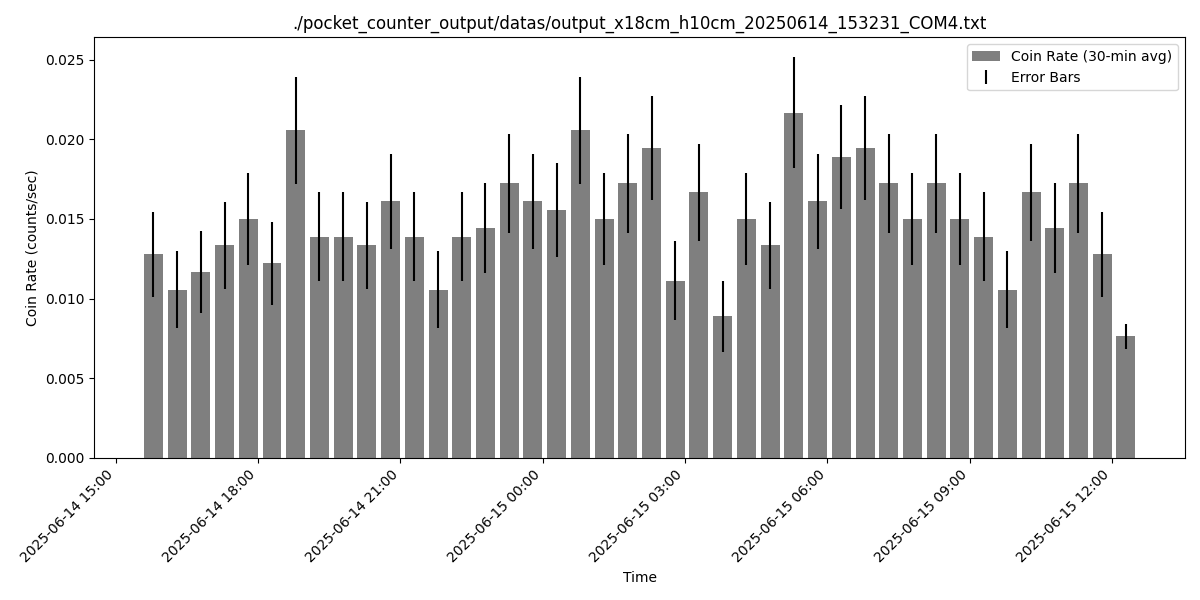 ./pocket_counter_output/datas/output_x18cm_h10cm_20250614_153231_COM4.txt
Coin Rate (30-min avg)
Error Bars
Coin Rate (counts/sec)
0.025
0.020
0.015
0.010
0.005
0.000
2025-06-14 15:00
2025-06-14 18:00
2025-06-14 21:00
2025-06-15 00:00
2025-06-15 03:00
2025-06-15 06:00
2025-06-15 09:00
2025-06-15 12:00
Time